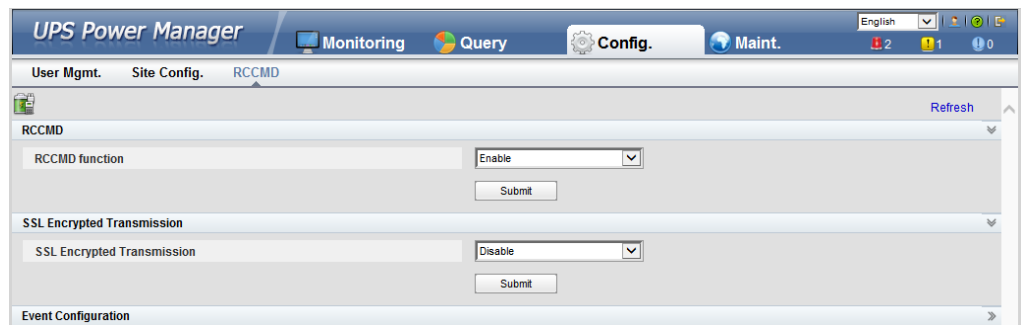 UPS Power Manager
Monitoring Query Config. Maint.
English
2 1 0
User Mgmt. Site Config. RCCMD
Refresh
RCCMD
RCCMD function Enable
Submit
SSL Encrypted Transmission
SSL Encrypted Transmission Disable
Submit
Event Configuration